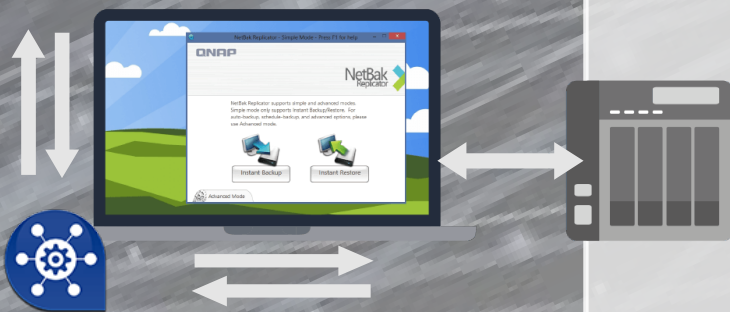 NetBak Replicator - Simple Mode - Press F1 for help
QNAP
NetBak
Replicator
NetBak Replicator supports simple and advanced modes.
Simple mode only supports Instant Backup/Restore. For
auto-backup, schedule-backup, and advanced options, please
use Advanced mode.
Instant Backup
Instant Restore
Advanced Mode